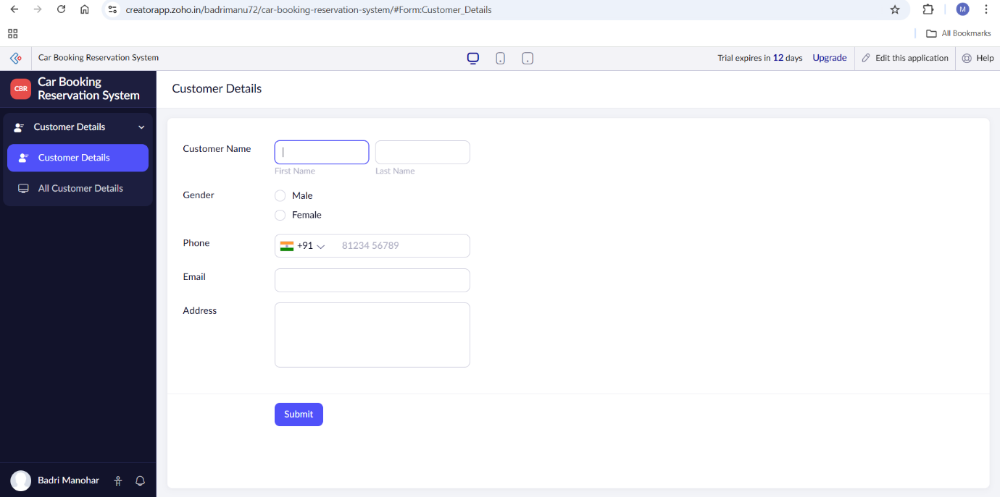 creatorapp.zoho.in/badrimanu72/car-booking-reservation-system/#Form:Customer_Details
M
All Bookmarks
Car Booking Reservation System
Trial expires in 12 days Upgrade
Edit this application
Help
CBR
Car Booking
Reservation System
Customer Details
Customer Details
All Customer Details
Badri Manohar
Customer Details
Customer Name
First Name Last Name
Gender
Male
Female
Phone
+91 81234 56789
Email
Address
Submit